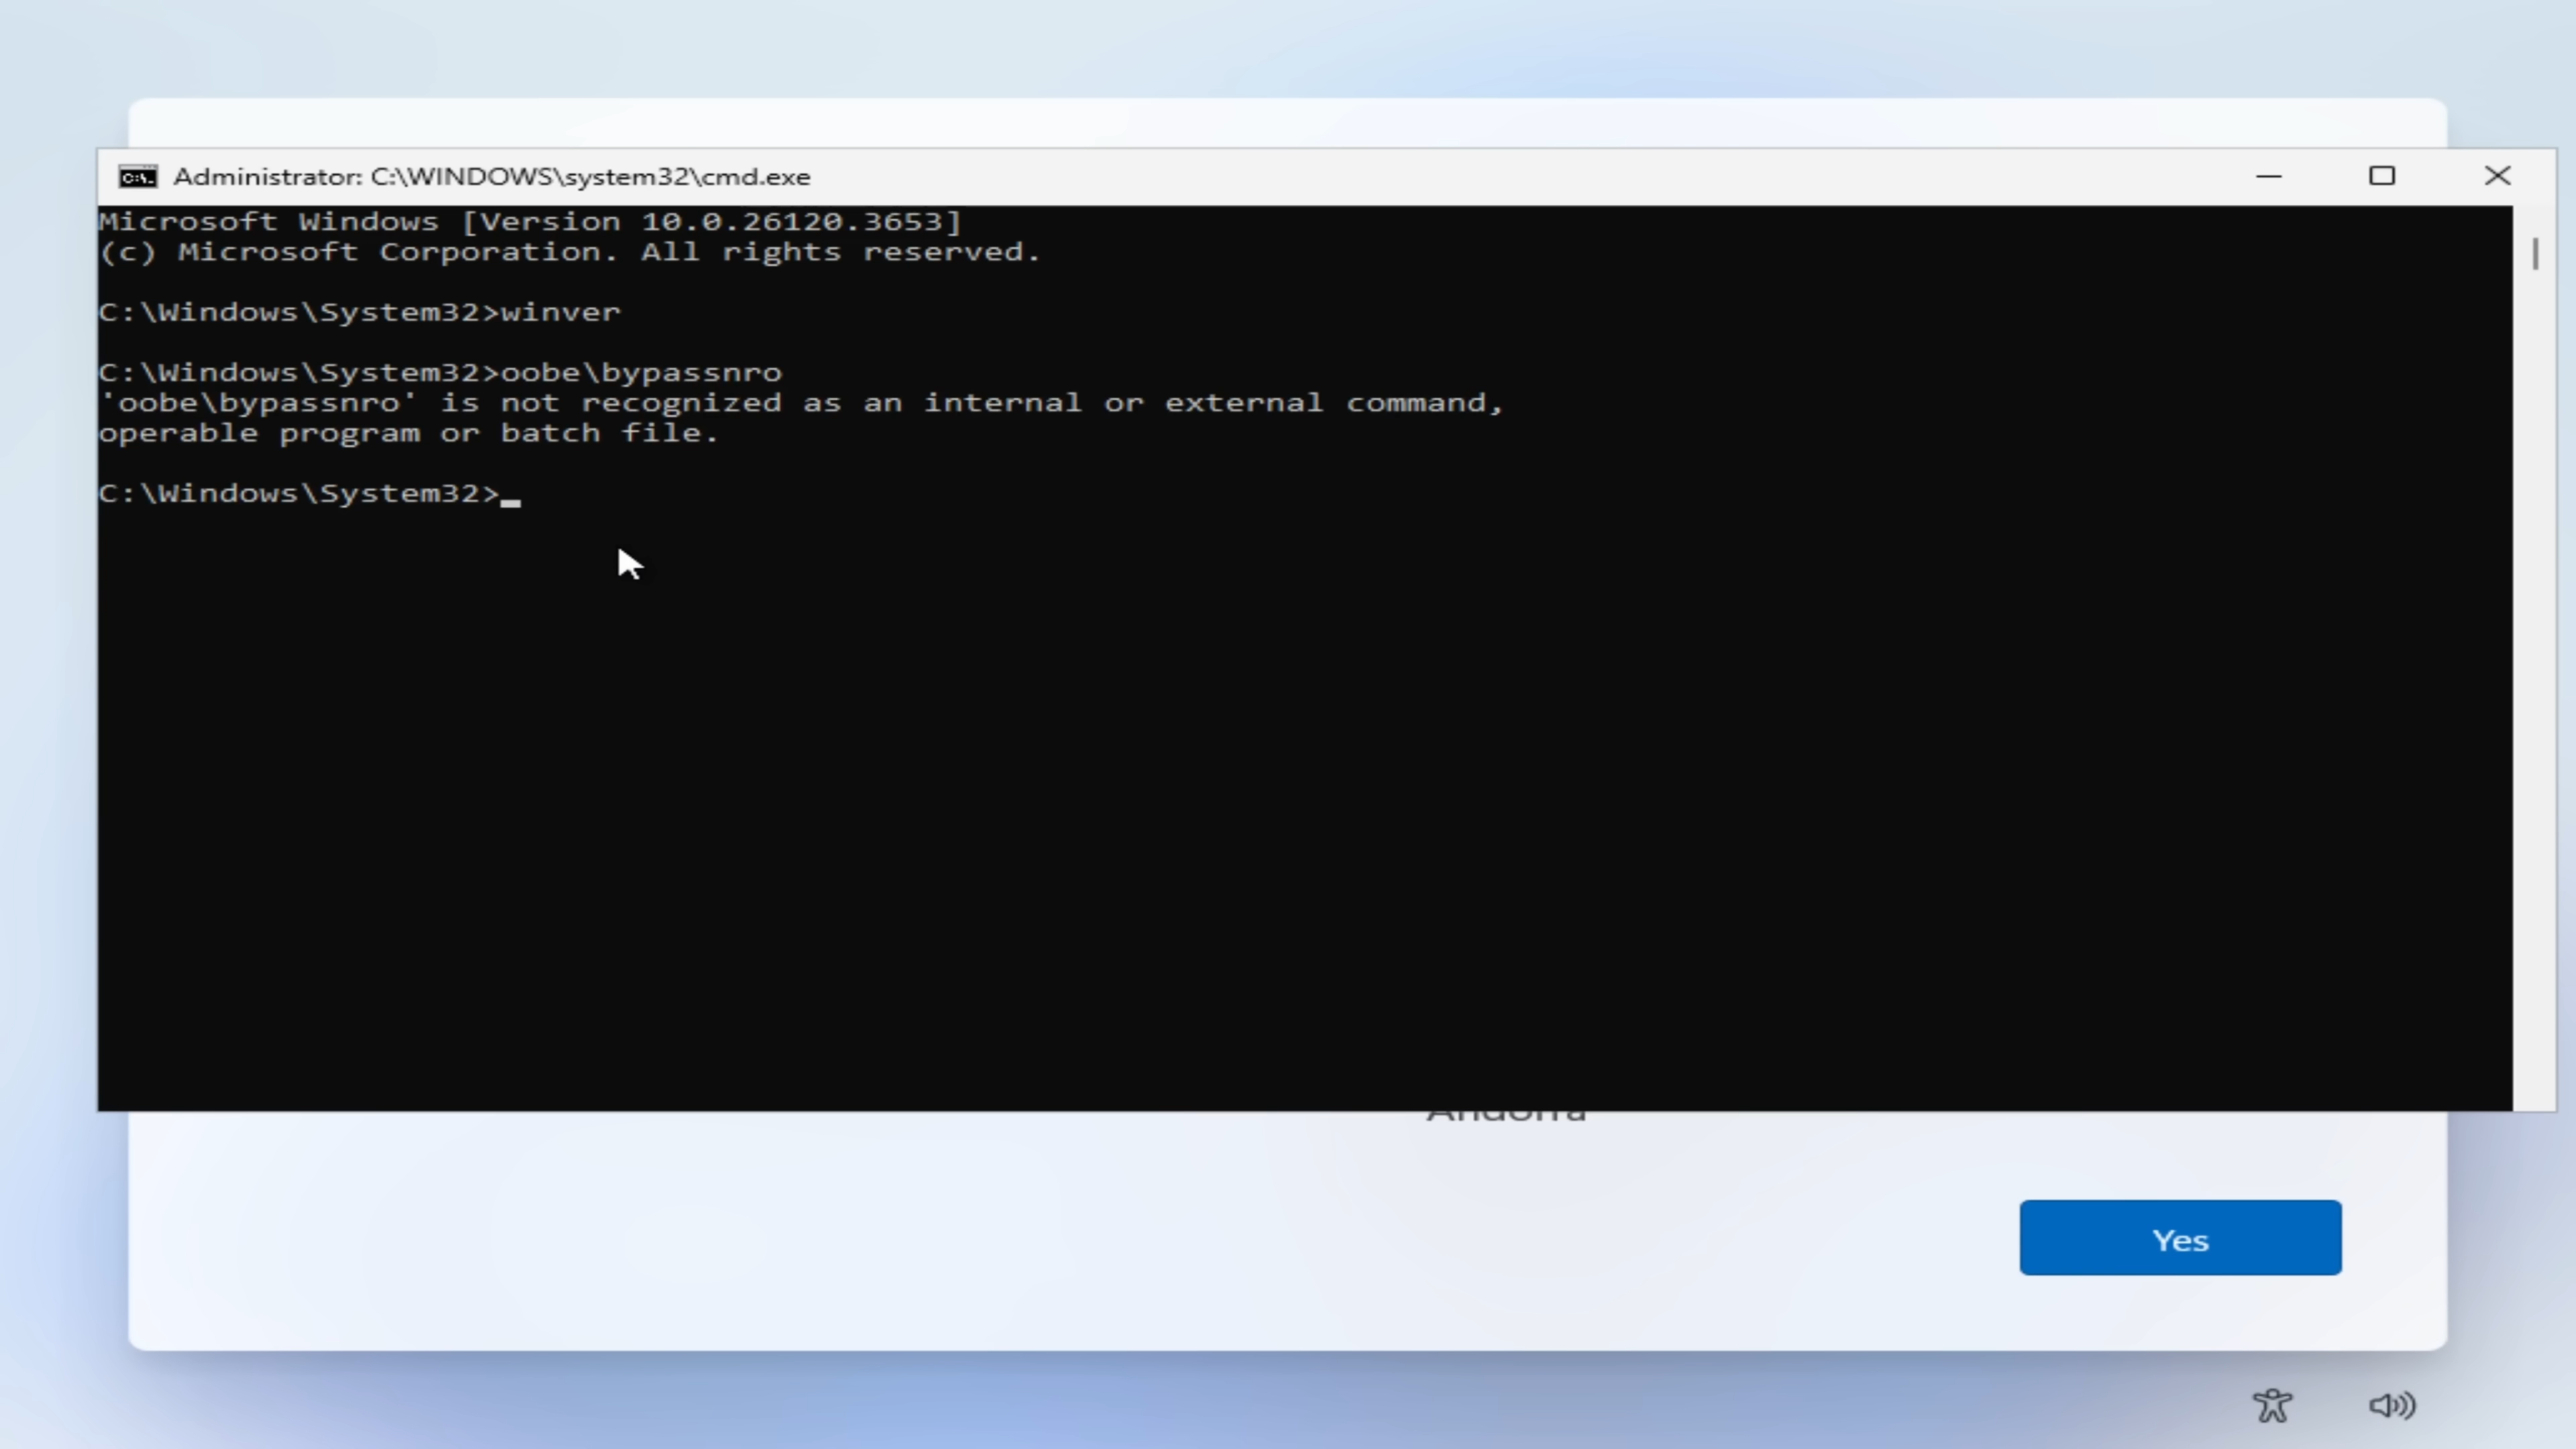 Administrator: C:\WINDOWS\system32\cmd.exe
Microsoft Windows [Version 10.0.26120.3653]
(c) Microsoft Corporation. All rights reserved.
C:\Windows\System32>winver
C:\Windows\System32>oobe\bypassnro
'oobe\bypassnro' is not recognized as an internal or external command,
operable program or batch file.
C:\Windows\System32>
Andorra
Yes